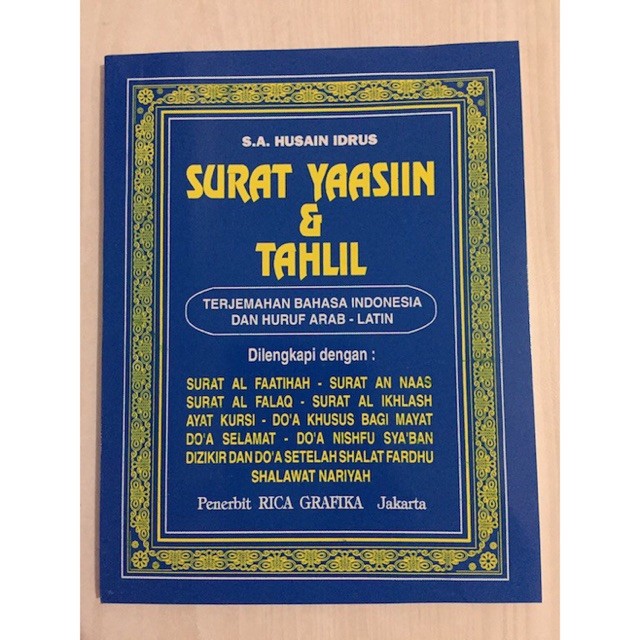 S.A. HUSAIN IDRUS
SURAT YAASIIN
&
TAHLIL
TERJEMAHAN BAHASA INDONESIA
DAN HURUF ARAB - LATIN
Dilengkapi dengan :
SURAT AL FAATIHAH - SURAT AN NAAS
SURAT AL FALAQ - SURAT AL IKHLASH
AYAT KURSI - DO'A KHUSUS BAGI MAYAT
DO'A SELAMAT - DO'A NISHFU SYA'BAN
DIZIKIR DAN DO'A SETELAH SHALAT FARDHU
SHALAWAT NARIYAH
Penerbit RICA GRAFIKA Jakarta